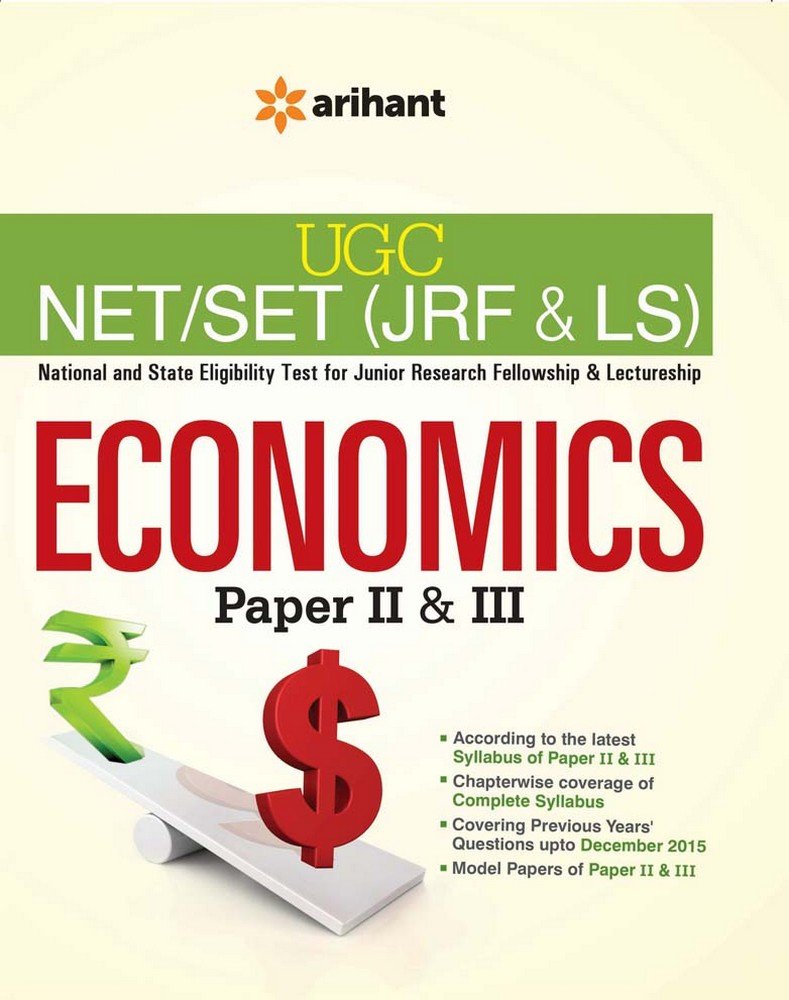 arihant
UGC
NET/SET (JRF & LS)
National and State Eligibility Test for Junior Research Fellowship & Lectureship
ECONOMICS
Paper II & III
₹
$
▪ According to the latest
Syllabus of Paper II & III
▪ Chapterwise coverage of
Complete Syllabus
▪ Covering Previous Years'
Questions upto December 2015
▪ Model Papers of Paper II & III